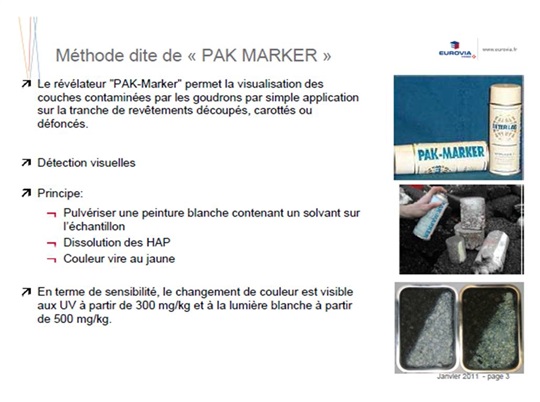 Méthode dite de « PAK MARKER »
EUROVIA
www.eurovia.fr
Le révélateur "PAK-Marker" permet la visualisation des
couches contaminées par les goudrons par simple application
sur la tranche de revêtements découpés, carottés ou
défoncés.
Détection visuelles
Principe:
Pulvériser une peinture blanche contenant un solvant sur
l'échantillon
Dissolution des HAP
Couleur vire au jaune
En terme de sensibilité, le changement de couleur est visible
aux UV à partir de 300 mg/kg et à la lumière blanche à partir
de 500 mg/kg.
PAK-MARKER
Janvier 2011 - page 3